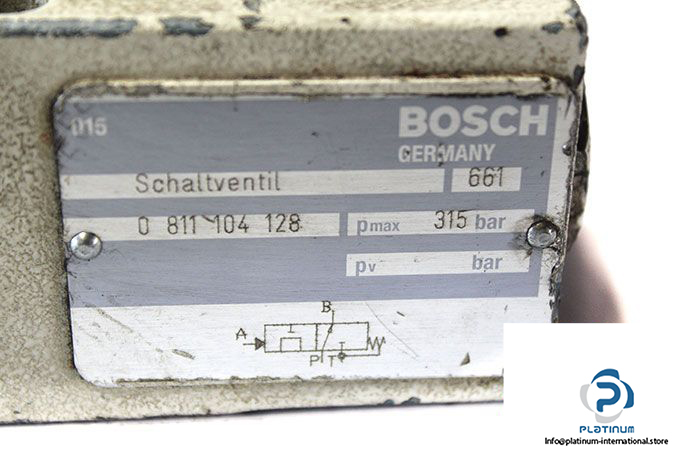 015
BOSCH
GERMANY
Schaltventil 661
0 811 104 128 pmax 315 bar
pv bar
B
A
P T
PLATINUM
Info@platinum-international.store